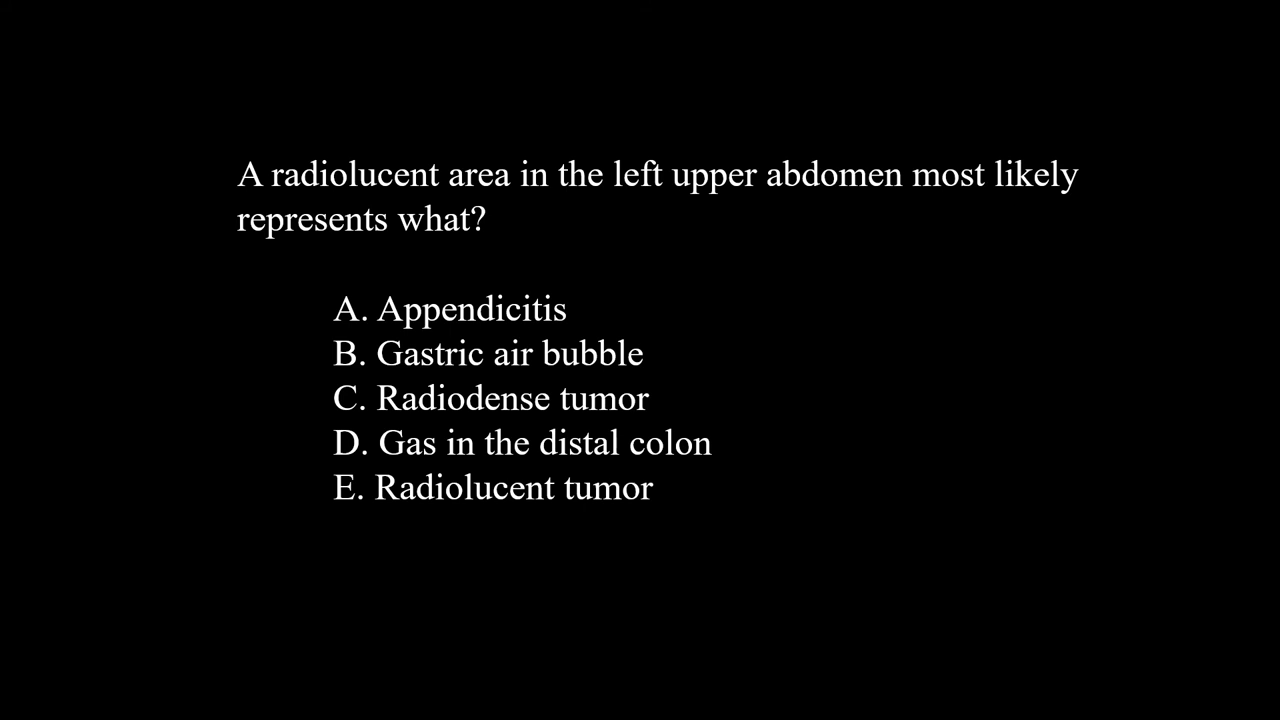 A radiolucent area in the left upper abdomen most likely
represents what?
A. Appendicitis
B. Gastric air bubble
C. Radiodense tumor
D. Gas in the distal colon
E. Radiolucent tumor